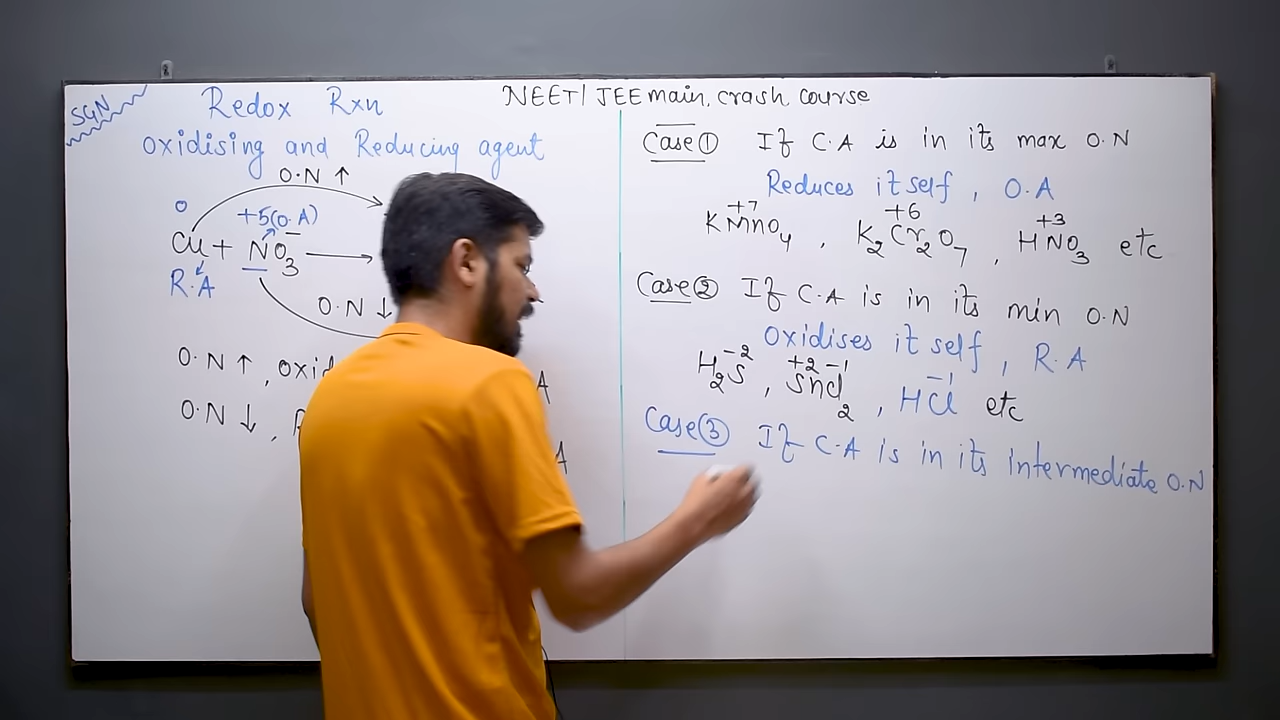 SGN
Redox Rxn
oxidising and Reducing agent
O·N ↑
0
+5(O·A)
Cu + NO₃⁻ ⟶
R·A
O·N ↓
O·N ↑, oxid
O·N ↓,
A
A
NEET/JEE main, crash course
Case① If C·A is in its max O·N
Reduces itself, O·A
+7 +6 +3
KMnO₄, K₂Cr₂O₇, HNO₃ etc
Case② If C·A is in its min O·N
Oxidises itself, R·A
-2 +2 -1 -1
H₂S, SnCl₂, HCl etc
Case③ If C·A is in its intermediate O·N